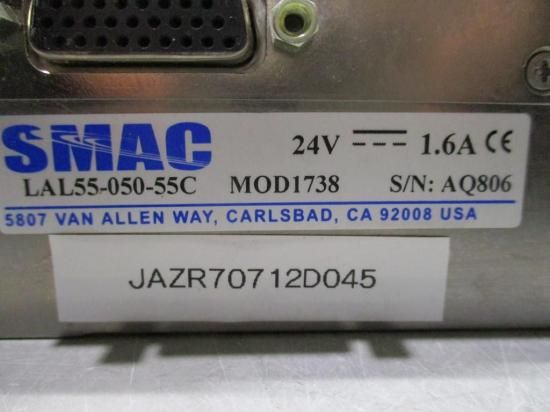 SMAC 24V 1.6A CE
LAL55-050-55C MOD1738 S/N: AQ806
5807 VAN ALLEN WAY, CARLSBAD, CA 92008 USA
JAZR70712D045